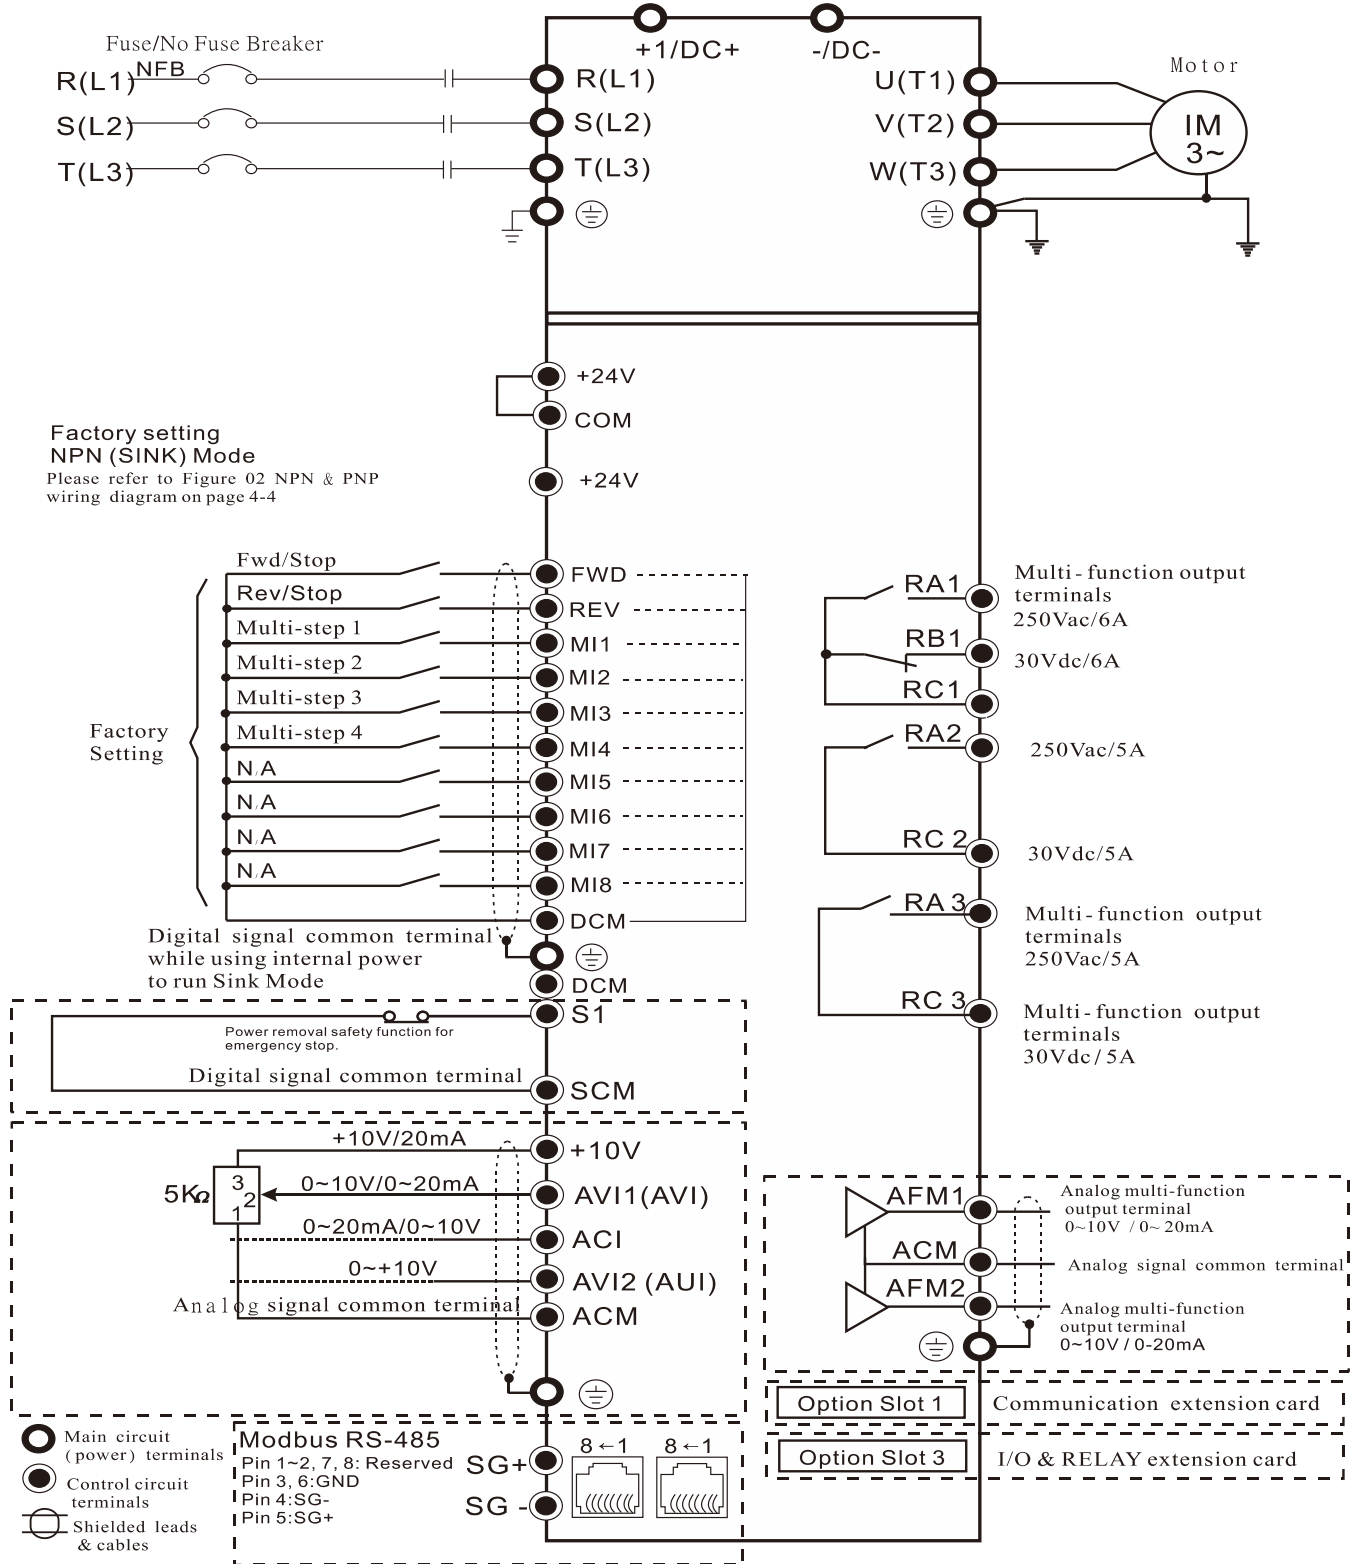 +1/DC+
-/DC-
Fuse/No Fuse Breaker
NFB
R(L1)
S(L2)
T(L3)
R(L1)
S(L2)
T(L3)
U(T1)
V(T2)
W(T3)
Motor
IM
3~
+24V
COM
+24V
Factory setting
NPN (SINK) Mode
Please refer to Figure 02 NPN & PNP
wiring diagram on page 4-4
Factory
Setting
Fwd/Stop
Rev/Stop
Multi-step 1
Multi-step 2
Multi-step 3
Multi-step 4
N/A
N/A
N/A
N/A
FWD
REV
MI1
MI2
MI3
MI4
MI5
MI6
MI7
MI8
DCM
Digital signal common terminal
while using internal power
to run Sink Mode
DCM
RA1
RB1
RC1
RA2
RC 2
RA 3
RC 3
Multi-function output
terminals
250Vac/6A
30Vdc/6A
250Vac/5A
30Vdc/5A
Multi-function output
terminals
250Vac/5A
Multi-function output
terminals
30Vdc/5A
S1
Power removal safety function for
emergency stop.
Digital signal common terminal
SCM
+10V/20mA
+10V
5KΩ
3
2
1
0~10V/0~20mA
AVI1(AVI)
0~20mA/0~10V
ACI
0~+10V
AVI2 (AUI)
Analog signal common terminal
ACM
AFM1
ACM
AFM2
Analog multi-function
output terminal
0~10V / 0~20mA
Analog signal common terminal
Analog multi-function
output terminal
0~10V / 0-20mA
Option Slot 1
Communication extension card
Option Slot 3
I/O & RELAY extension card
Main circuit
(power) terminals
Control circuit
terminals
Shielded leads
& cables
Modbus RS-485
Pin 1~2, 7, 8: Reserved
Pin 3, 6:GND
Pin 4:SG-
Pin 5:SG+
SG+
SG -
8←1
8←1